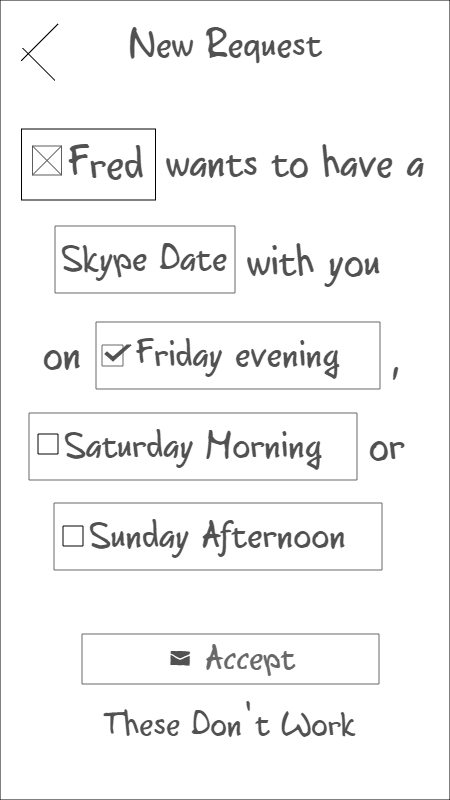 New Request
Fred wants to have a
Skype Date with you
on Friday evening ,
Saturday Morning or
Sunday Afternoon
Accept
These Don't Work